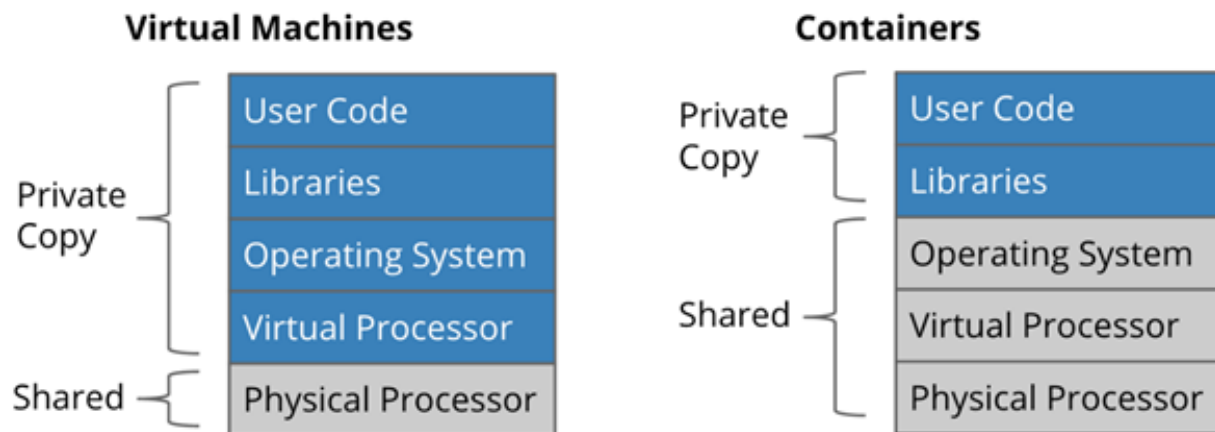 Virtual Machines
Private
Copy
Shared
User Code
Libraries
Operating System
Virtual Processor
Physical Processor
Containers
Private
Copy
Shared
User Code
Libraries
Operating System
Virtual Processor
Physical Processor